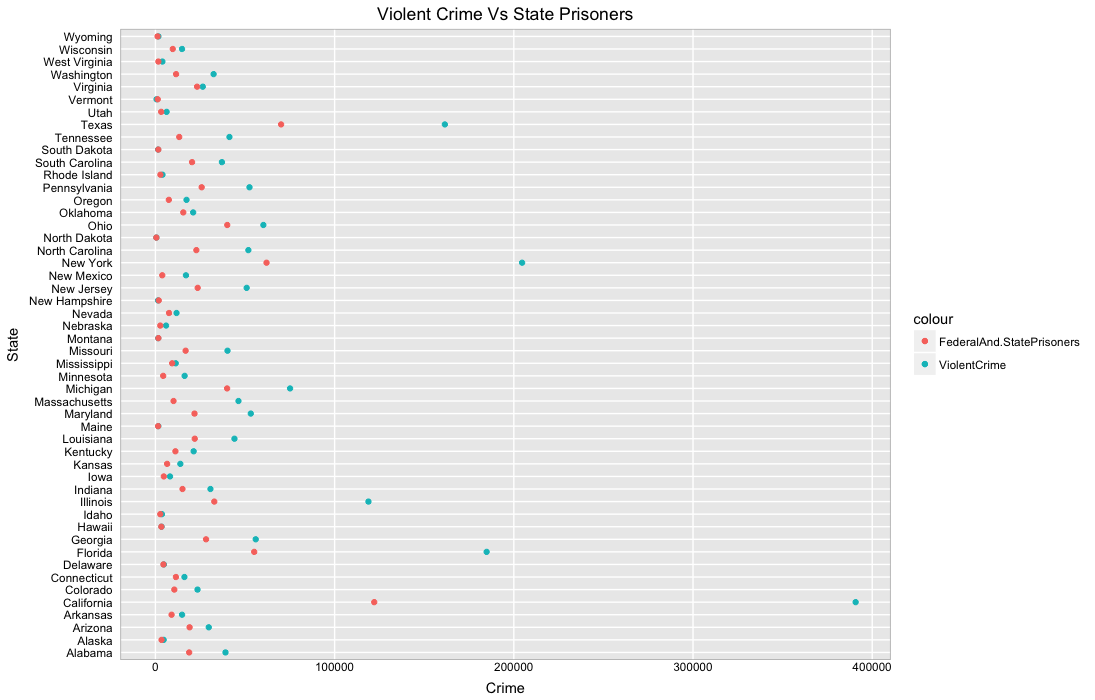 Violent Crime Vs State Prisoners
State
Wyoming
Wisconsin
West Virginia
Washington
Virginia
Vermont
Utah
Texas
Tennessee
South Dakota
South Carolina
Rhode Island
Pennsylvania
Oregon
Oklahoma
Ohio
North Dakota
North Carolina
New York
New Mexico
New Jersey
New Hampshire
Nevada
Nebraska
Montana
Missouri
Mississippi
Minnesota
Michigan
Massachusetts
Maryland
Maine
Louisiana
Kentucky
Kansas
Iowa
Indiana
Illinois
Idaho
Hawaii
Georgia
Florida
Delaware
Connecticut
Colorado
California
Arkansas
Arizona
Alaska
Alabama
0 100000 200000 300000 400000
Crime
colour
FederalAnd.StatePrisoners
ViolentCrime